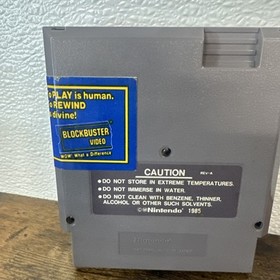 PLAY is human.
REWIND
divine!
BLOCKBUSTER
VIDEO
WOW! What a Difference
CAUTION
REV-A
• DO NOT STORE IN EXTREME TEMPERATURES.
• DO NOT IMMERSE IN WATER.
• DO NOT CLEAN WITH BENZENE, THINNER,
ALCOHOL OR OTHER SUCH SOLVENTS.
©Nintendo 1985